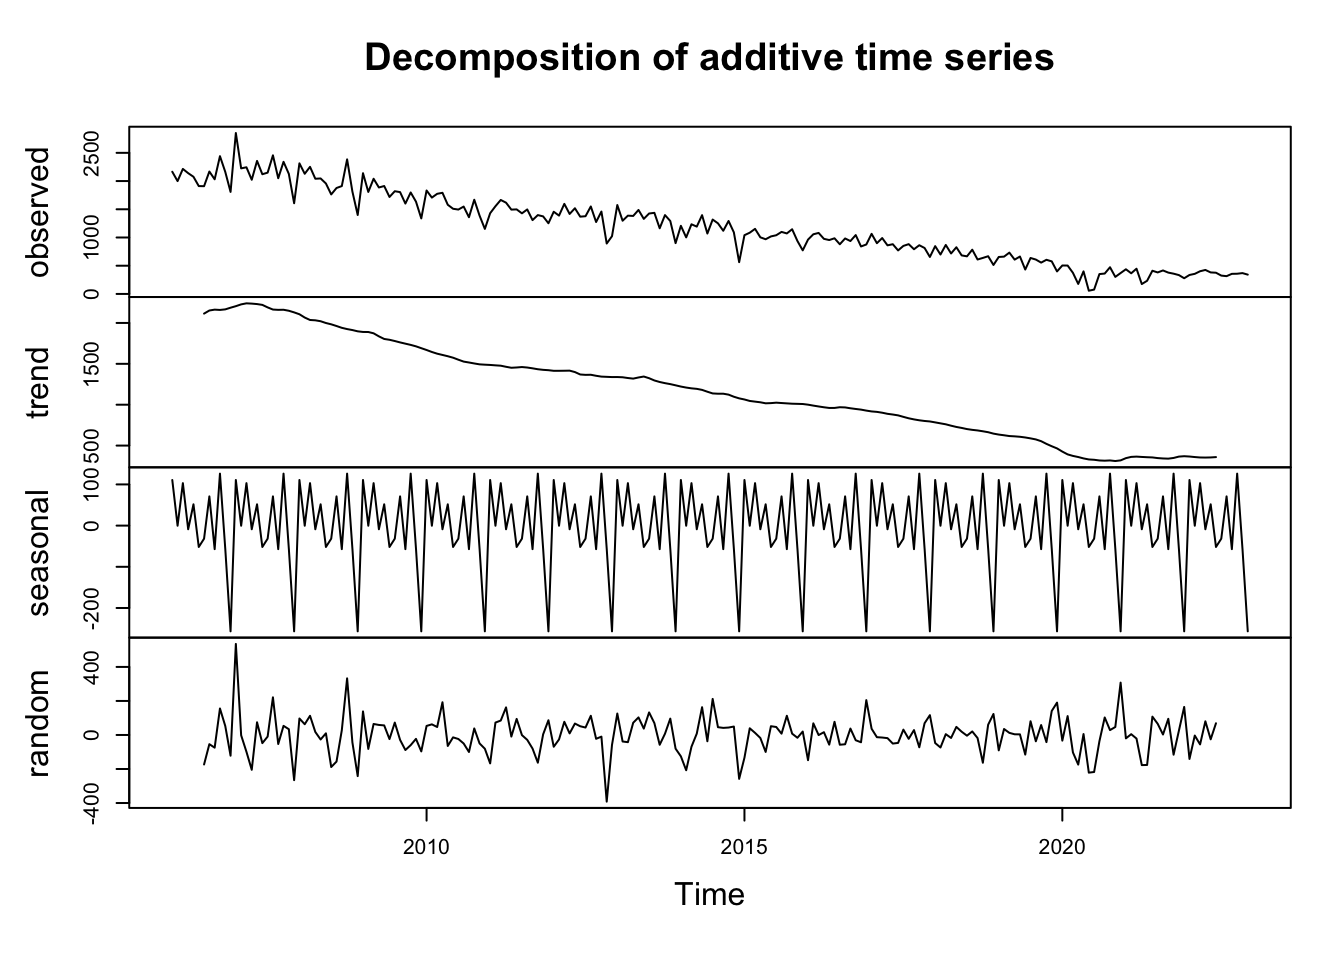 Decomposition of additive time series
observed
0 1000 2500
trend
500 1500
seasonal
-200 0 100
random
-400 0 400
2010 2015 2020
Time